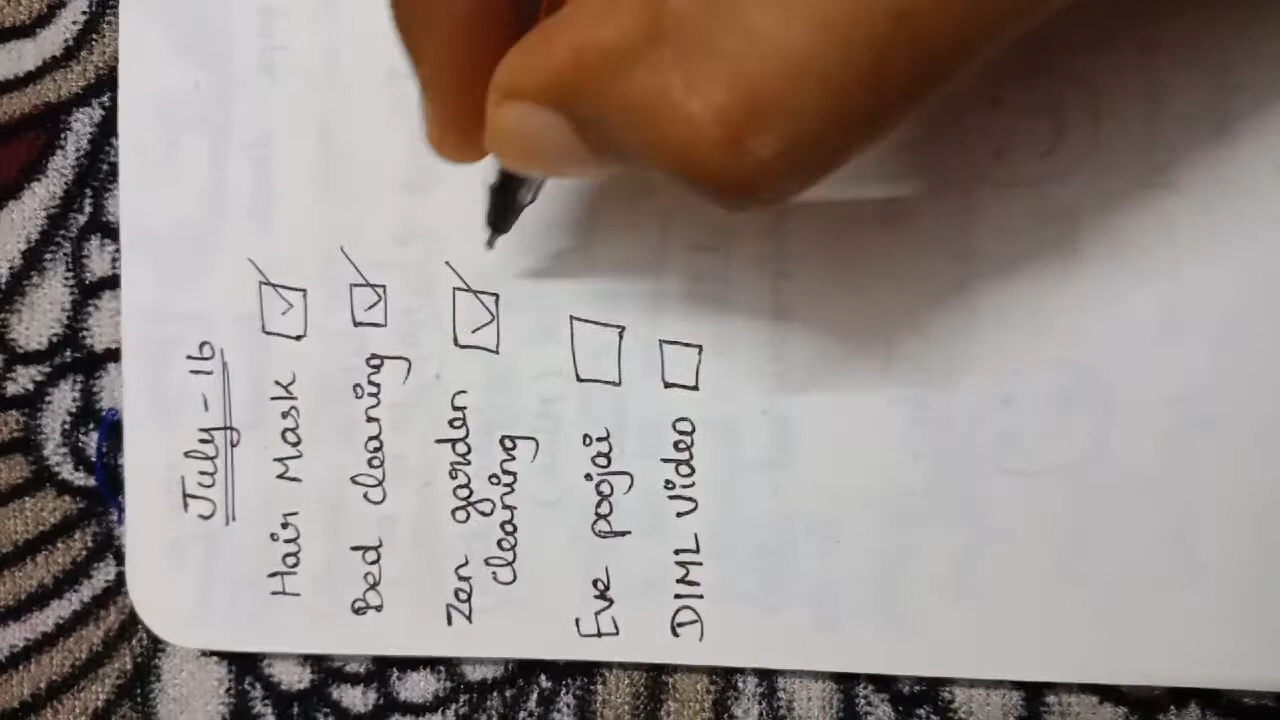 July - 16
Hair Mask ☑
Bed cleaning ☑
Zen garden ☑
cleaning
Eve poojai ☐
DIML video ☐